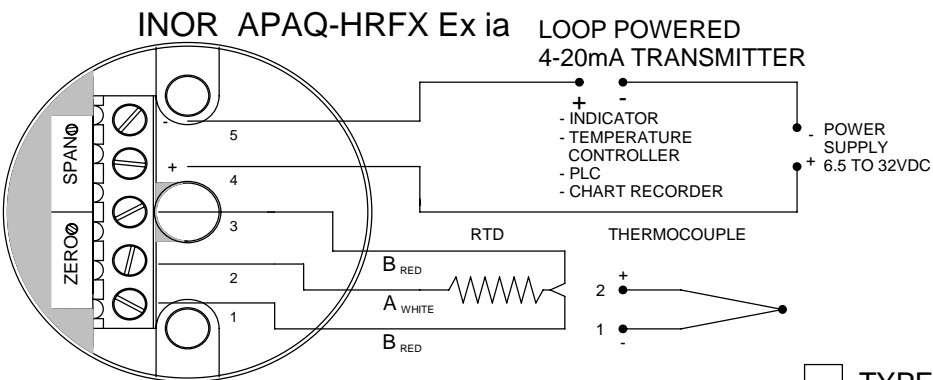 INOR APAQ-HRFX Ex ia
LOOP POWERED
4-20mA TRANSMITTER
+ -
- INDICATOR
- TEMPERATURE
CONTROLLER
- PLC
- CHART RECORDER
- POWER
SUPPLY
+ 6.5 TO 32VDC
SPAN
ZERO
-
5
+
4
3
2
1
RTD
B RED
A WHITE
B RED
THERMOCOUPLE
+
2
1
-
TYPE